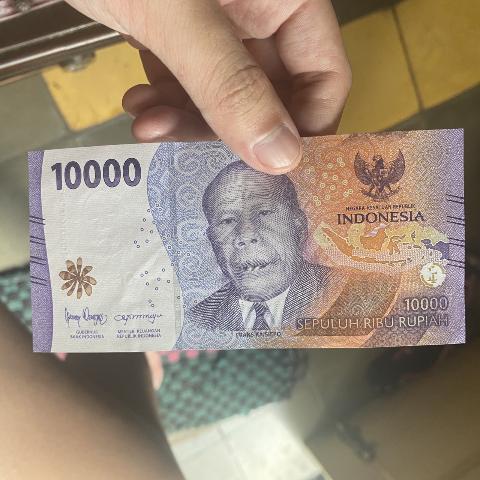 10000
NEGARA KESATUAN REPUBLIK
INDONESIA
10000
SEPULUH RIBU RUPIAH
FRANS KAISIEPO
GUBERNUR
BANK INDONESIA
MENTERI KEUANGAN
REPUBLIK INDONESIA